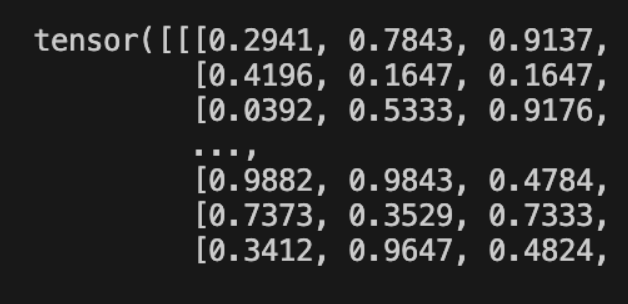 tensor([[[0.2941, 0.7843, 0.9137,
[0.4196, 0.1647, 0.1647,
[0.0392, 0.5333, 0.9176,
...,
[0.9882, 0.9843, 0.4784,
[0.7373, 0.3529, 0.7333,
[0.3412, 0.9647, 0.4824,